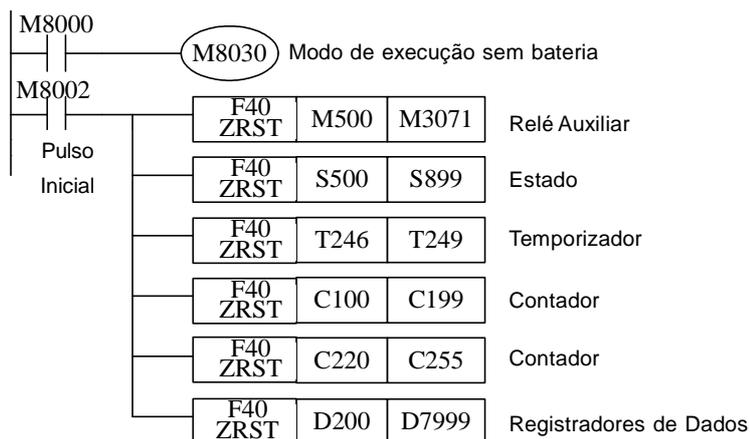 M8000
M8030 Modo de execução sem bateria
M8002
Pulso
Inicial
F40
ZRST M500 M3071 Relé Auxiliar
F40
ZRST S500 S899 Estado
F40
ZRST T246 T249 Temporizador
F40
ZRST C100 C199 Contador
F40
ZRST C220 C255 Contador
F40
ZRST D200 D7999 Registradores de Dados